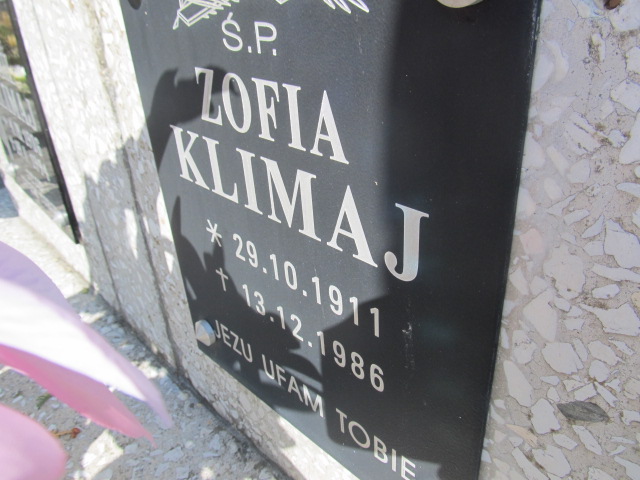 Ś.P.
ZOFIA
KLIMAJ
* 29.10.1911
† 13.12.1986
JEZU UFAM TOBIE